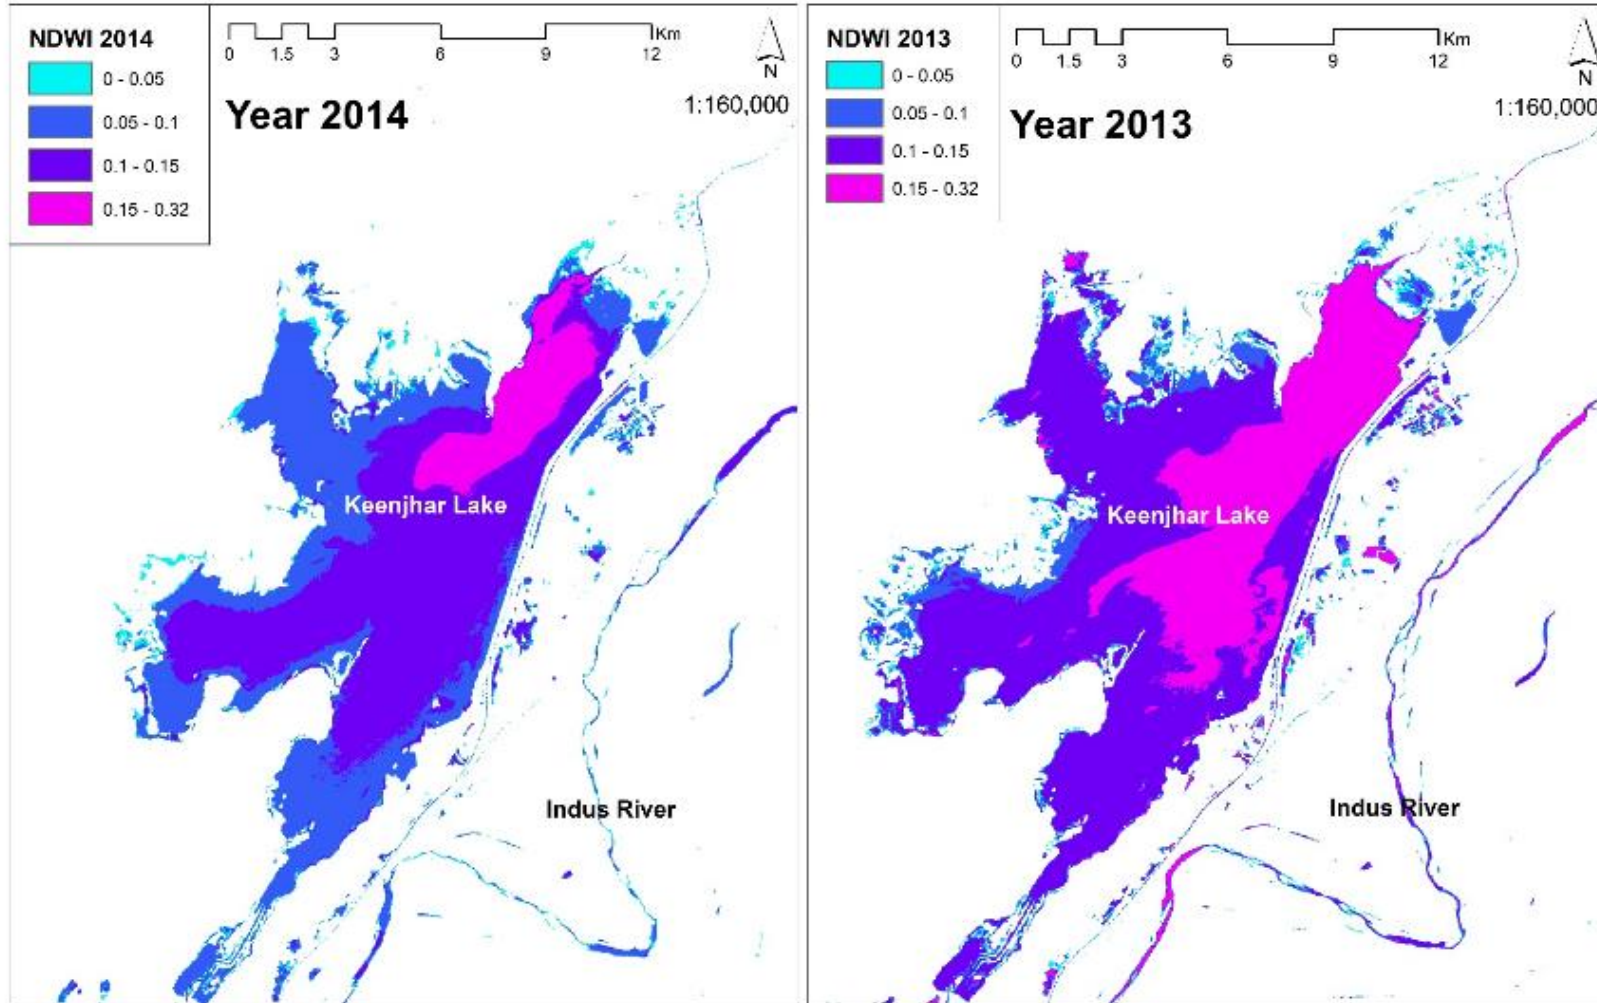 NDWI 2014
0 - 0.05
0.05 - 0.1
0.1 - 0.15
0.15 - 0.32
Km
0 1.5 3 6 9 12
N
Year 2014
1:160,000
Keenjhar Lake
Indus River
NDWI 2013
0 - 0.05
0.05 - 0.1
0.1 - 0.15
0.15 - 0.32
Km
0 1.5 3 6 9 12
N
Year 2013
1:160,000
Keenjhar Lake
Indus River